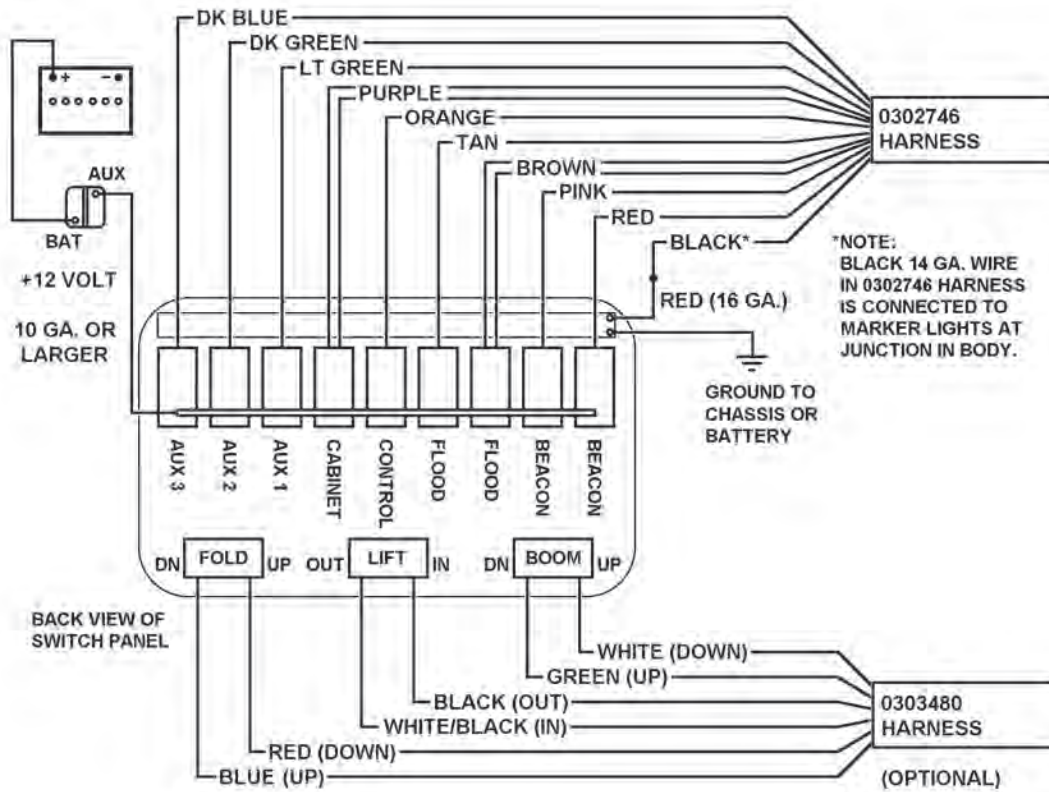 DK BLUE
DK GREEN
LT GREEN
PURPLE
ORANGE
TAN
BROWN
PINK
RED
BLACK*
RED (16 GA.)
0302746
HARNESS
+ -
AUX
BAT
+12 VOLT
10 GA. OR
LARGER
*NOTE:
BLACK 14 GA. WIRE
IN 0302746 HARNESS
IS CONNECTED TO
MARKER LIGHTS AT
JUNCTION IN BODY.
GROUND TO
CHASSIS OR
BATTERY
AUX 3
AUX 2
AUX 1
CABINET
CONTROL
FLOOD
FLOOD
BEACON
BEACON
DN FOLD UP
OUT LIFT IN
DN BOOM UP
BACK VIEW OF
SWITCH PANEL
WHITE (DOWN)
GREEN (UP)
BLACK (OUT)
WHITE/BLACK (IN)
RED (DOWN)
BLUE (UP)
0303480
HARNESS
(OPTIONAL)